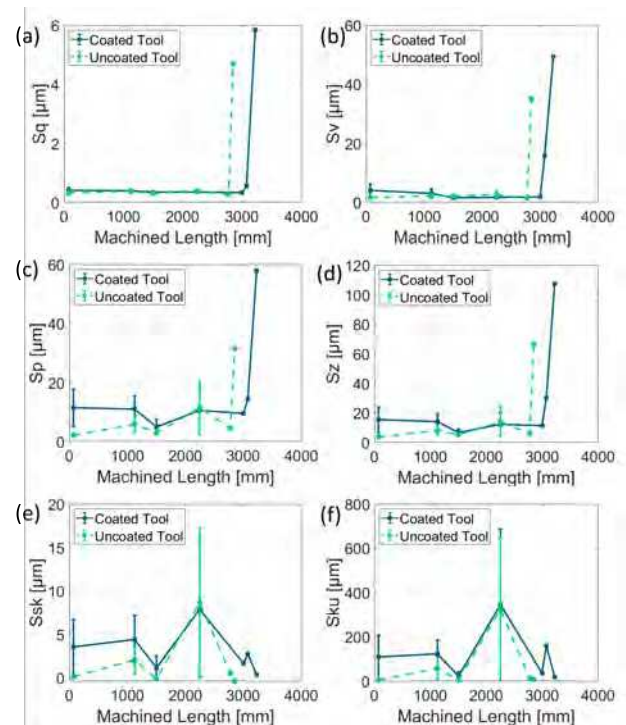 (a)
6
4
2
0
Sq [µm]
Coated Tool
Uncoated Tool
0 1000 2000 3000 4000
Machined Length [mm]
(b)
60
40
20
0
Sv [µm]
Coated Tool
Uncoated Tool
0 1000 2000 3000 4000
Machined Length [mm]
(c)
60
40
20
0
Sp [µm]
Coated Tool
Uncoated Tool
0 1000 2000 3000 4000
Machined Length [mm]
(d)
120
100
80
60
40
20
0
Sz [µm]
Coated Tool
Uncoated Tool
0 1000 2000 3000 4000
Machined Length [mm]
(e)
20
15
10
5
0
Ssk [µm]
Coated Tool
Uncoated Tool
0 1000 2000 3000 4000
Machined Length [mm]
(f)
800
600
400
200
0
Sku [µm]
Coated Tool
Uncoated Tool
0 1000 2000 3000 4000
Machined Length [mm]